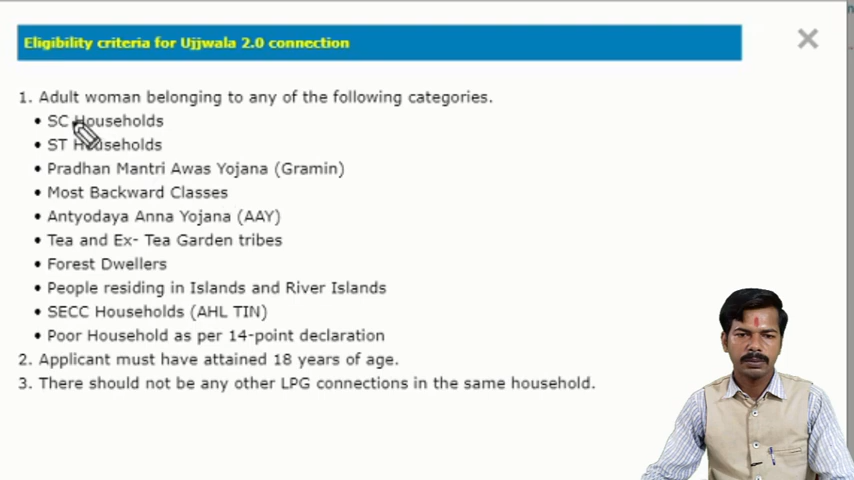 Eligibility criteria for Ujjwala 2.0 connection
1. Adult woman belonging to any of the following categories.
• SC Households
• ST Households
• Pradhan Mantri Awas Yojana (Gramin)
• Most Backward Classes
• Antyodaya Anna Yojana (AAY)
• Tea and Ex- Tea Garden tribes
• Forest Dwellers
• People residing in Islands and River Islands
• SECC Households (AHL TIN)
• Poor Household as per 14-point declaration
2. Applicant must have attained 18 years of age.
3. There should not be any other LPG connections in the same household.